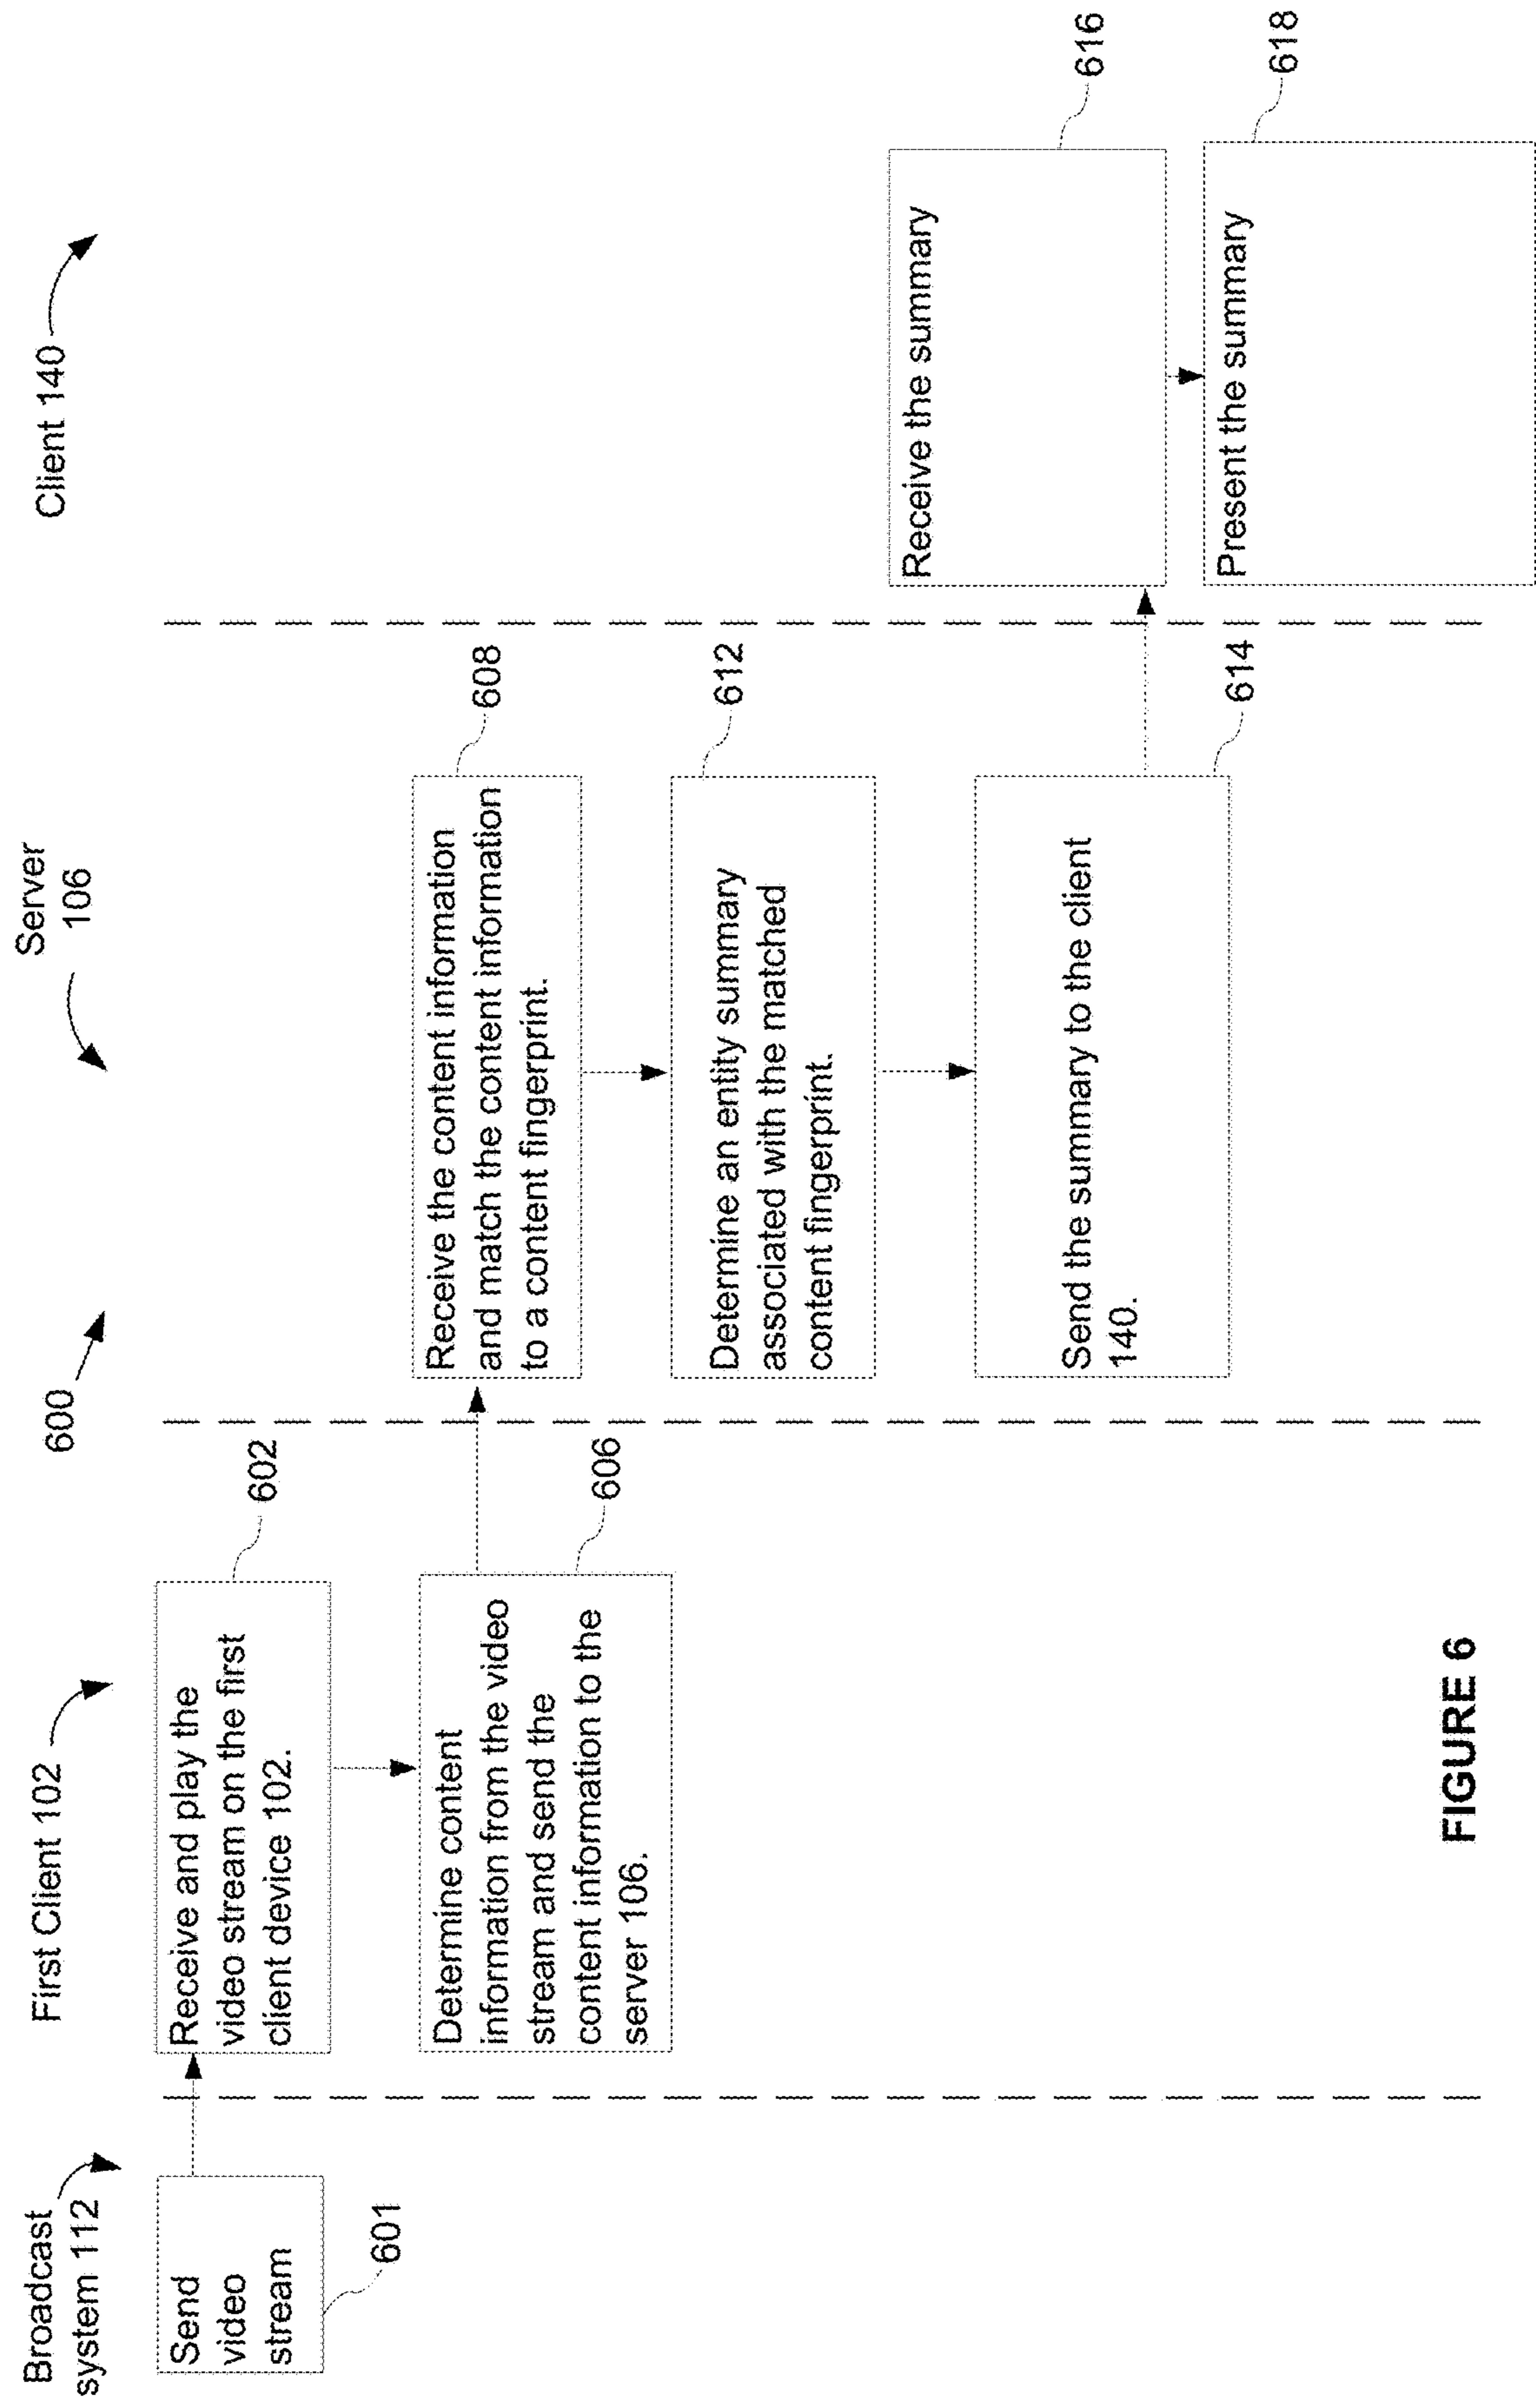 Broadcast
system 112
First Client 102
600
Server
106
Client 140
Send
video
stream
601
Receive and play the
video stream on the first
client device 102.
602
Determine content
information from the video
stream and send the
content information to the
server 106.
606
Receive the content information
and match the content information
to a content fingerprint.
608
Determine an entity summary
associated with the matched
content fingerprint.
612
Send the summary to the client
140.
614
Receive the summary
616
Present the summary
618
FIGURE 6